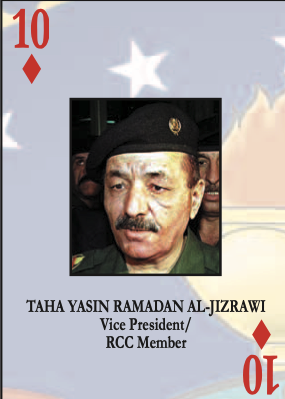 10
TAHA YASIN RAMADAN AL-JIZRAWI
Vice President/
RCC Member
10